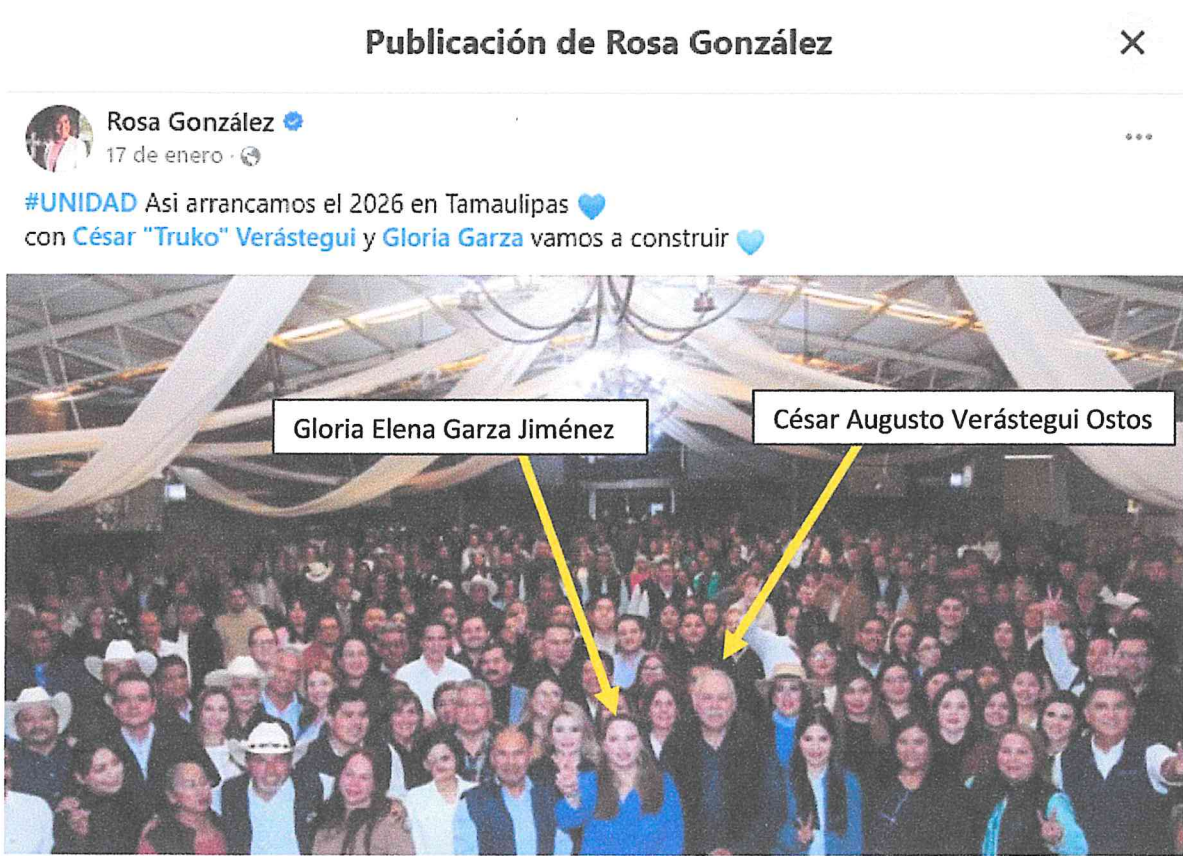 Publicación de Rosa González
Rosa González
17 de enero
#UNIDAD Asi arrancamos el 2026 en Tamaulipas
con César "Truko" Verástegui y Gloria Garza vamos a construir
Gloria Elena Garza Jiménez
César Augusto Verástegui Ostos